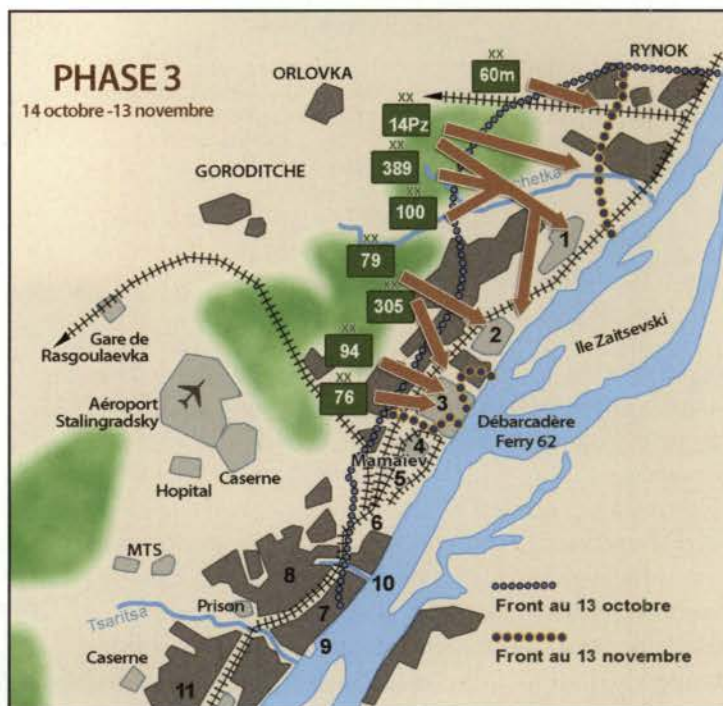 PHASE 3
14 octobre -13 novembre
ORLOVKA
RYNOK
XX
60m
XX
14Pz
XX
389
XX
100
GORODITCHE
chetka
XX
79
XX
305
1
2
Ile Zaitsevski
Gare de
Rasgoulaevka
XX
94
XX
76
3
Aéroport
Stalingradsky
Débarcadère
Ferry 62
4
Mamaïev
5
Caserne
Hopital
6
MTS
8
10
Front au 13 octobre
Prison
7
Tsaritsa
9
Front au 13 novembre
Caserne
11